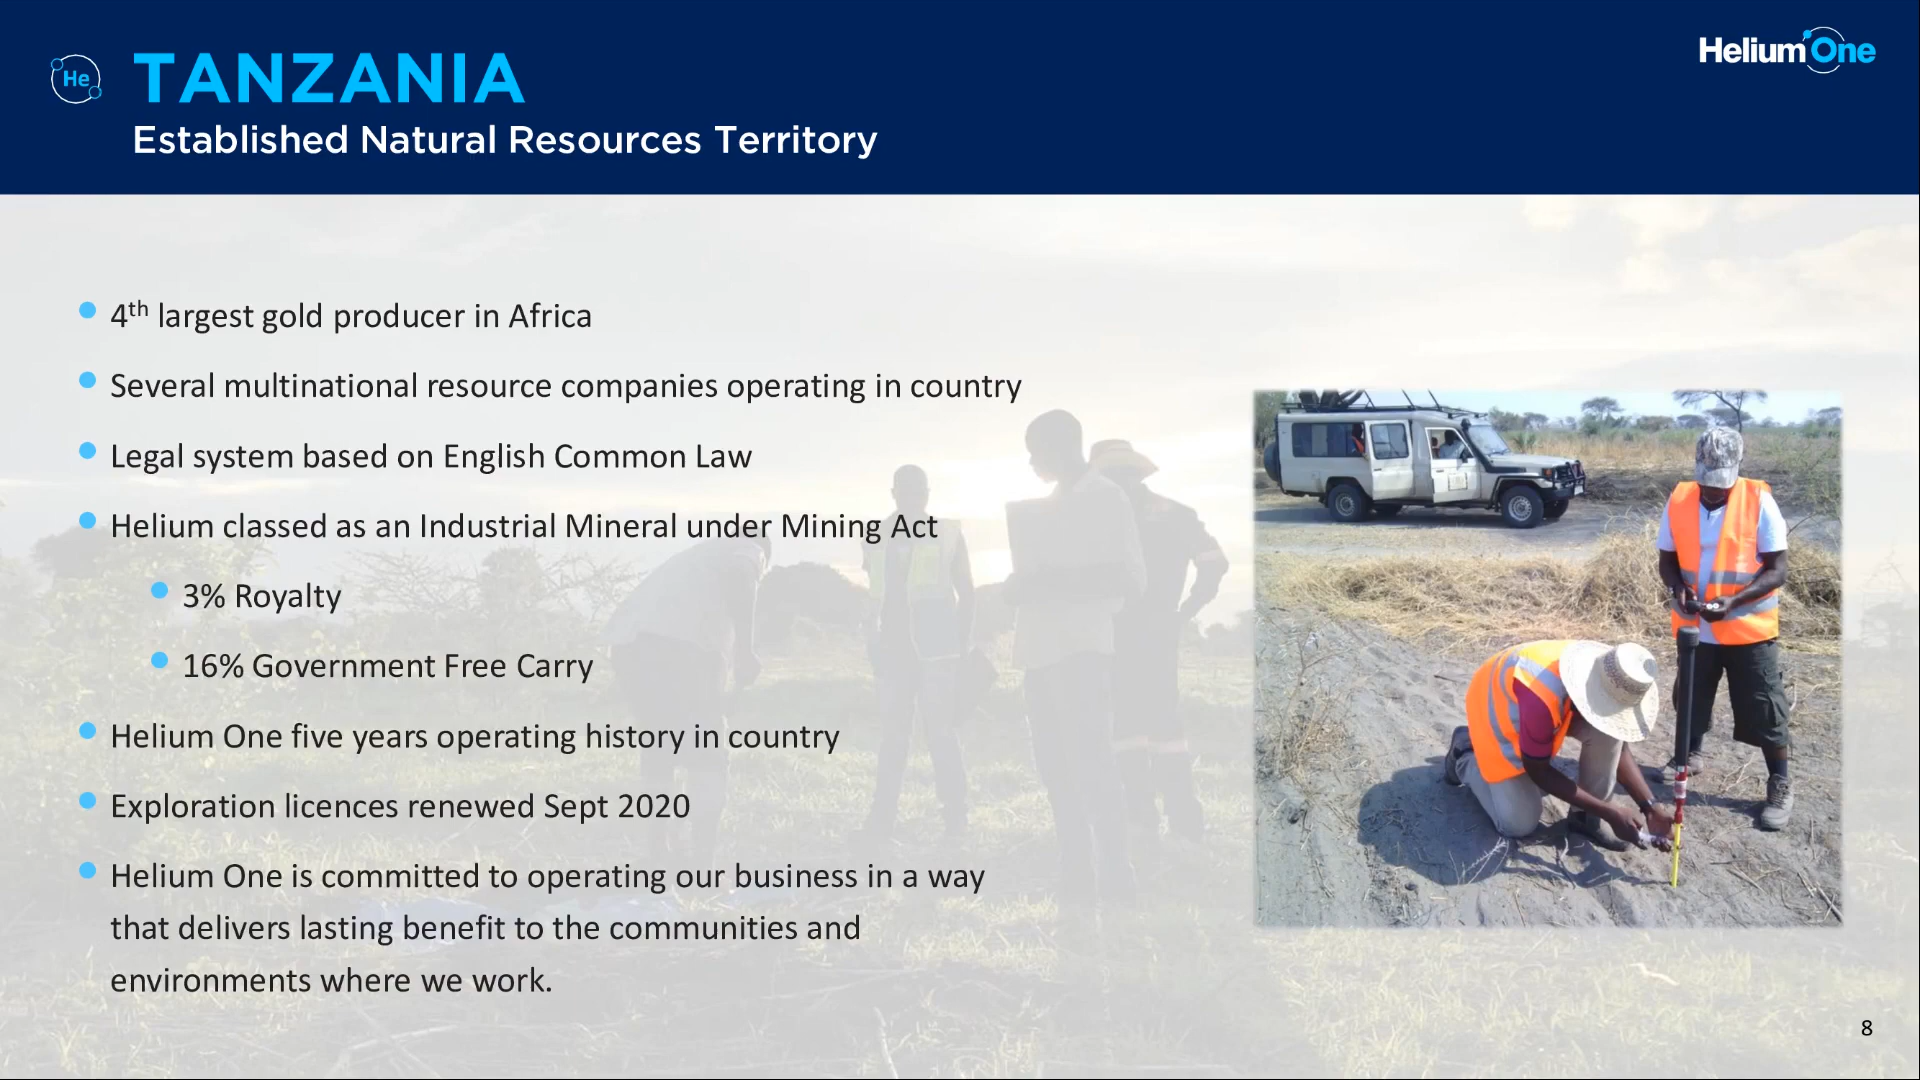 He
TANZANIA
Helium One
Established Natural Resources Territory
4th largest gold producer in Africa
Several multinational resource companies operating in country
Legal system based on English Common Law
Helium classed as an Industrial Mineral under Mining Act
3% Royalty
16% Government Free Carry
Helium One five years operating history in country
Exploration licences renewed Sept 2020
Helium One is committed to operating our business in a way
that delivers lasting benefit to the communities and
environments where we work.
8